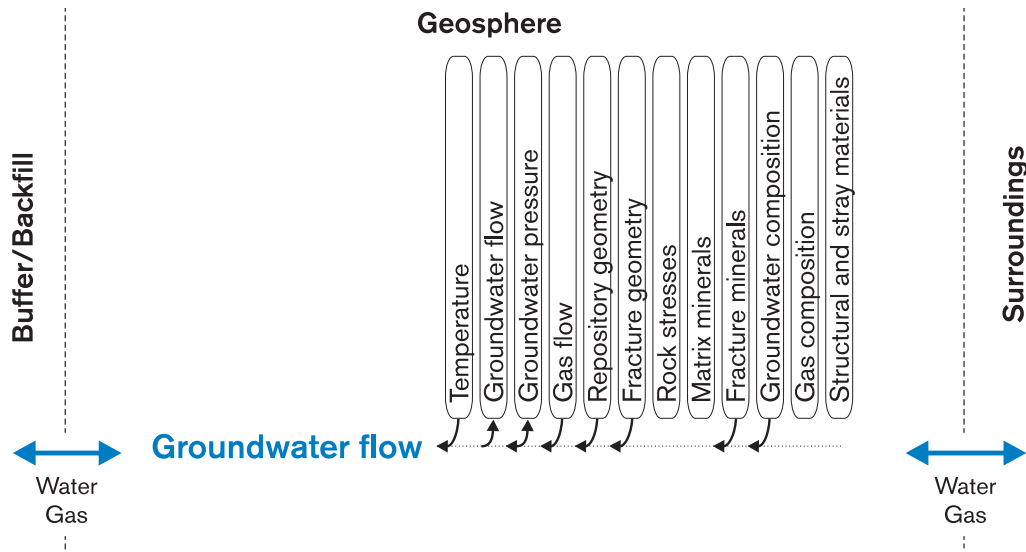 Geosphere
Buffer/Backfill
Temperature
Groundwater flow
Groundwater pressure
Gas flow
Repository geometry
Fracture geometry
Rock stresses
Matrix minerals
Fracture minerals
Groundwater composition
Gas composition
Structural and stray materials
Surroundings
Groundwater flow
Water
Gas
Water
Gas